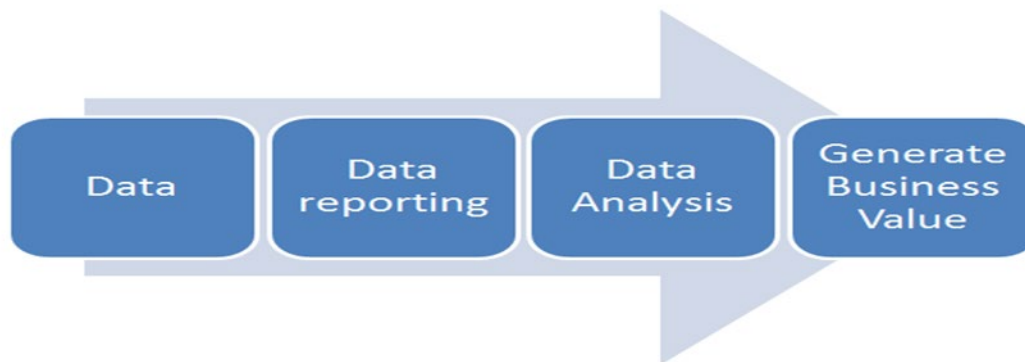 Data
Data
reporting
Data
Analysis
Generate
Business
Value